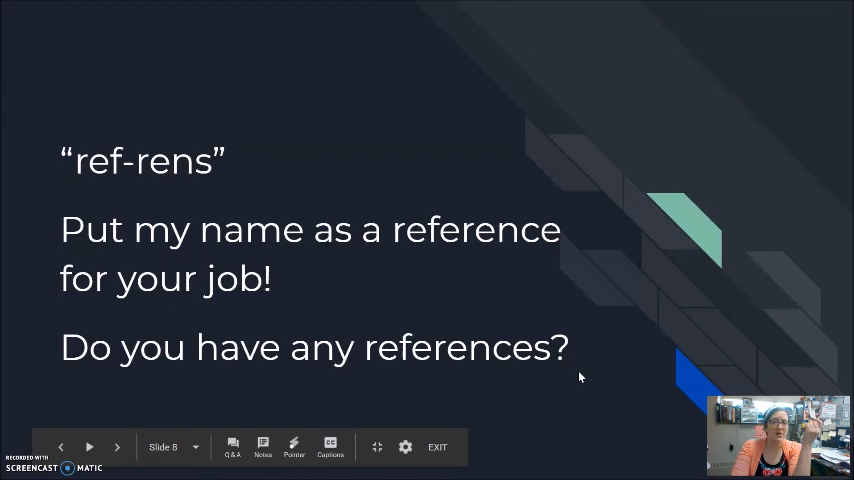 “ref-rens”
Put my name as a reference
for your job!
Do you have any references?
Slide 8
Q & A
Notes
Pointer
Captions
EXIT
RECORDED WITH
SCREENCAST MATIC